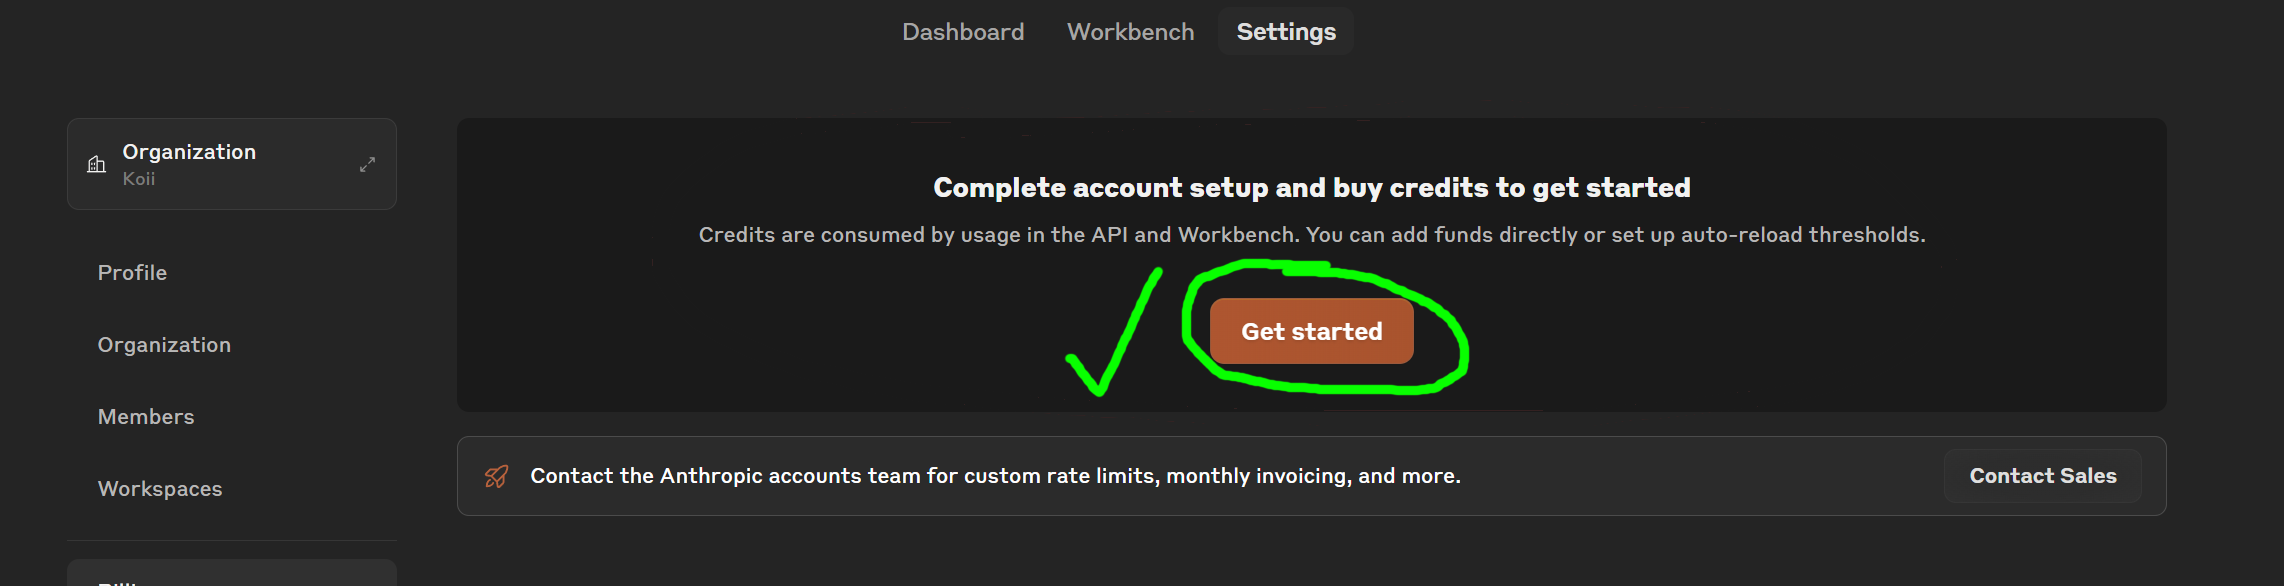 Dashboard Workbench Settings
Organization
Koii
Profile
Organization
Members
Workspaces
Complete account setup and buy credits to get started
Credits are consumed by usage in the API and Workbench. You can add funds directly or set up auto-reload thresholds.
Get started
Contact the Anthropic accounts team for custom rate limits, monthly invoicing, and more.
Contact Sales